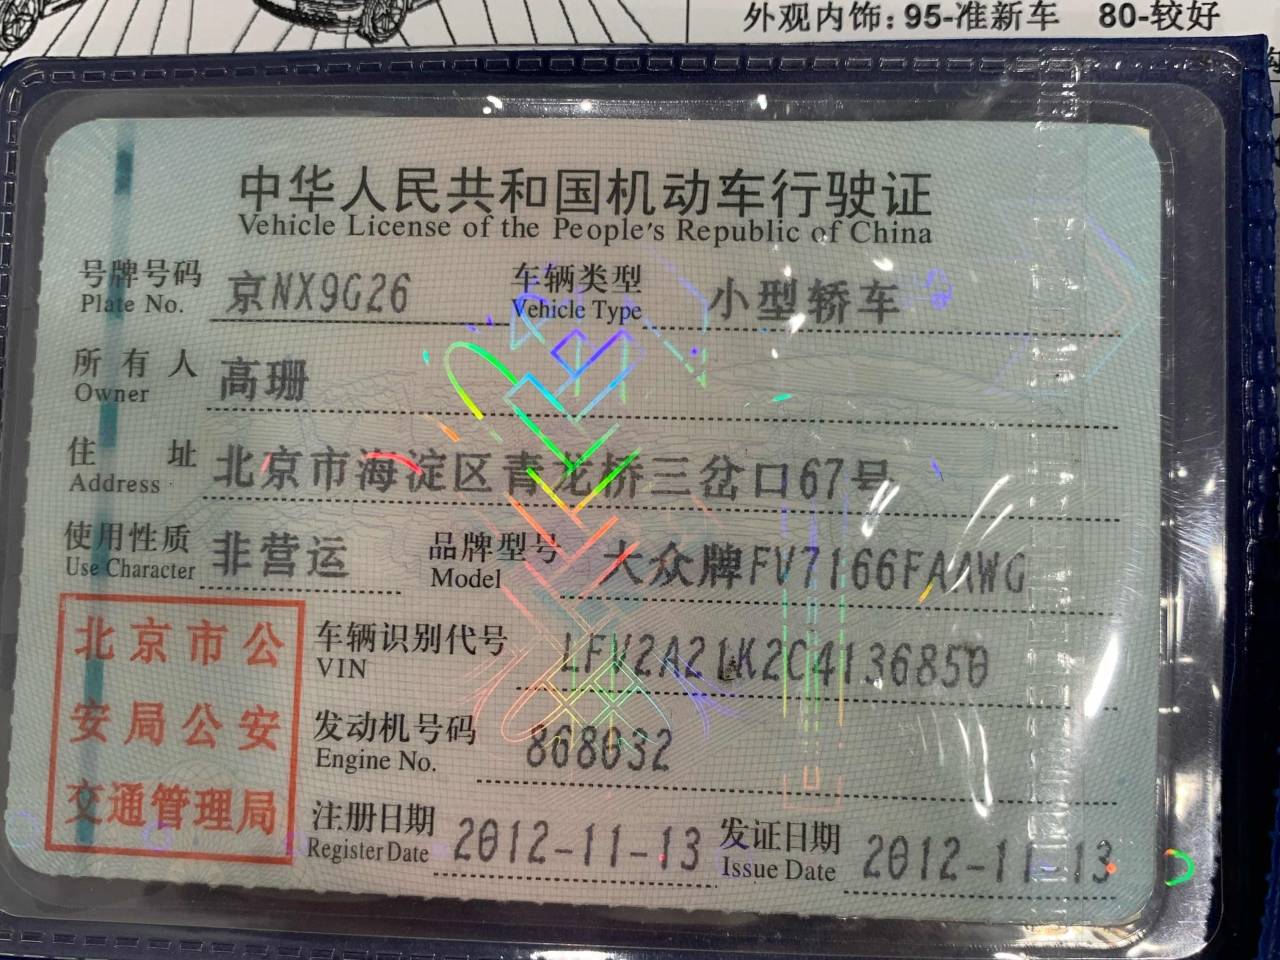 外观内饰: 95-准新车 80-较好
中华人民共和国机动车行驶证
Vehicle License of the People's Republic of China
号牌号码 京NX9G26 车辆类型 小型轿车
Plate No. Vehicle Type
所有人 高珊
Owner
住址 北京市海淀区青龙桥三岔口67号
Address
使用性质 非营运 品牌型号 大众牌FV7166FAAWG
Use Character Model
北京市公
安局公安
交通管理局
车辆识别代号 LFV2A21K2C4136850
VIN
发动机号码 868032
Engine No.
注册日期 2012-11-13 发证日期 2012-11-13
Register Date Issue Date